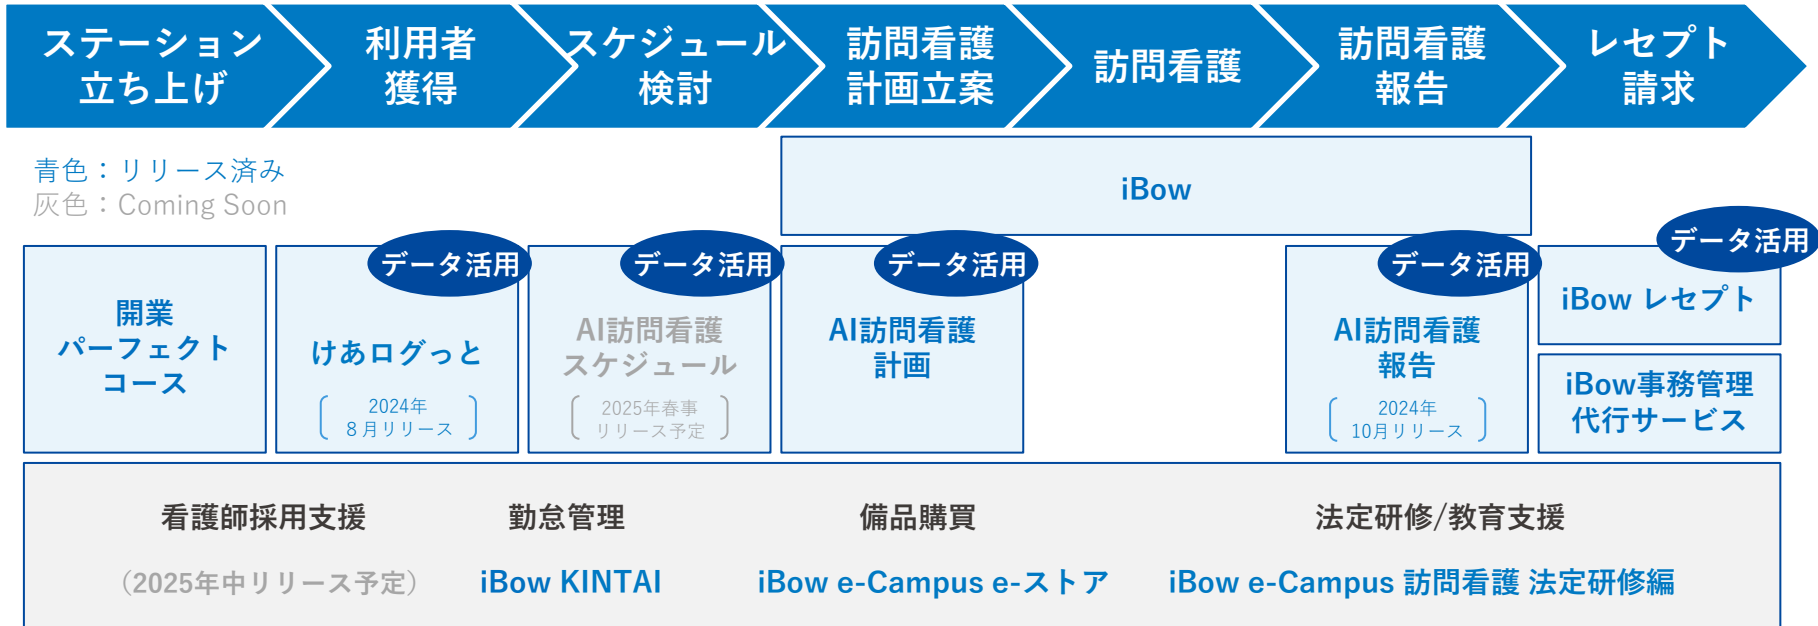 ステーション
立ち上げ
利用者
獲得
スケジュール
検討
訪問看護
計画立案
訪問看護
訪問看護
報告
レセプト
請求
青色：リリース済み
灰色：Coming Soon
iBow
開業
パーフェクト
コース
データ活用
けあログっと
2024年
８月リリース
データ活用
AI訪問看護
スケジュール
2025年春事
リリース予定
データ活用
AI訪問看護
計画
データ活用
AI訪問看護
報告
2024年
10月リリース
データ活用
iBow レセプト
iBow事務管理
代行サービス
看護師採用支援
（2025年中リリース予定）
勤怠管理
iBow KINTAI
備品購買
iBow e-Campus e-ストア
法定研修/教育支援
iBow e-Campus 訪問看護 法定研修編